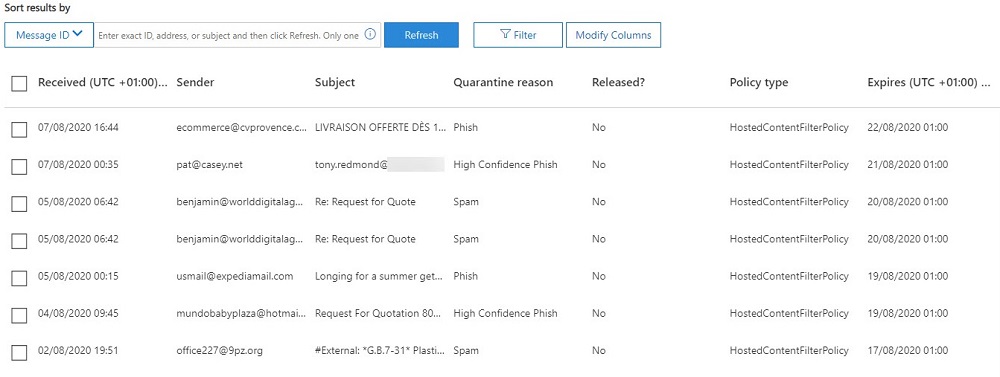 Sort results by
Message ID Enter exact ID, address, or subject and then click Refresh. Only one Refresh Filter Modify Columns
Received (UTC +01:00)... Sender Subject Quarantine reason Released? Policy type Expires (UTC +01:00) ...
07/08/2020 16:44 ecommerce@cvprovence.c... LIVRAISON OFFERTE DÈS 1... Phish No HostedContentFilterPolicy 22/08/2020 01:00
07/08/2020 00:35 pat@casey.net tony.redmond@ High Confidence Phish No HostedContentFilterPolicy 21/08/2020 01:00
05/08/2020 06:42 benjamin@worlddigitalag... Re: Request for Quote Spam No HostedContentFilterPolicy 20/08/2020 01:00
05/08/2020 06:42 benjamin@worlddigitalag... Re: Request for Quote Spam No HostedContentFilterPolicy 20/08/2020 01:00
05/08/2020 00:15 usmail@expediamail.com Longing for a summer get... Phish No HostedContentFilterPolicy 19/08/2020 01:00
04/08/2020 09:45 mundobabyplaza@hotmai... Request For Quotation 80... High Confidence Phish No HostedContentFilterPolicy 19/08/2020 01:00
02/08/2020 19:51 office227@9pz.org #External: *G.B.7-31* Plasti... Spam No HostedContentFilterPolicy 17/08/2020 01:00